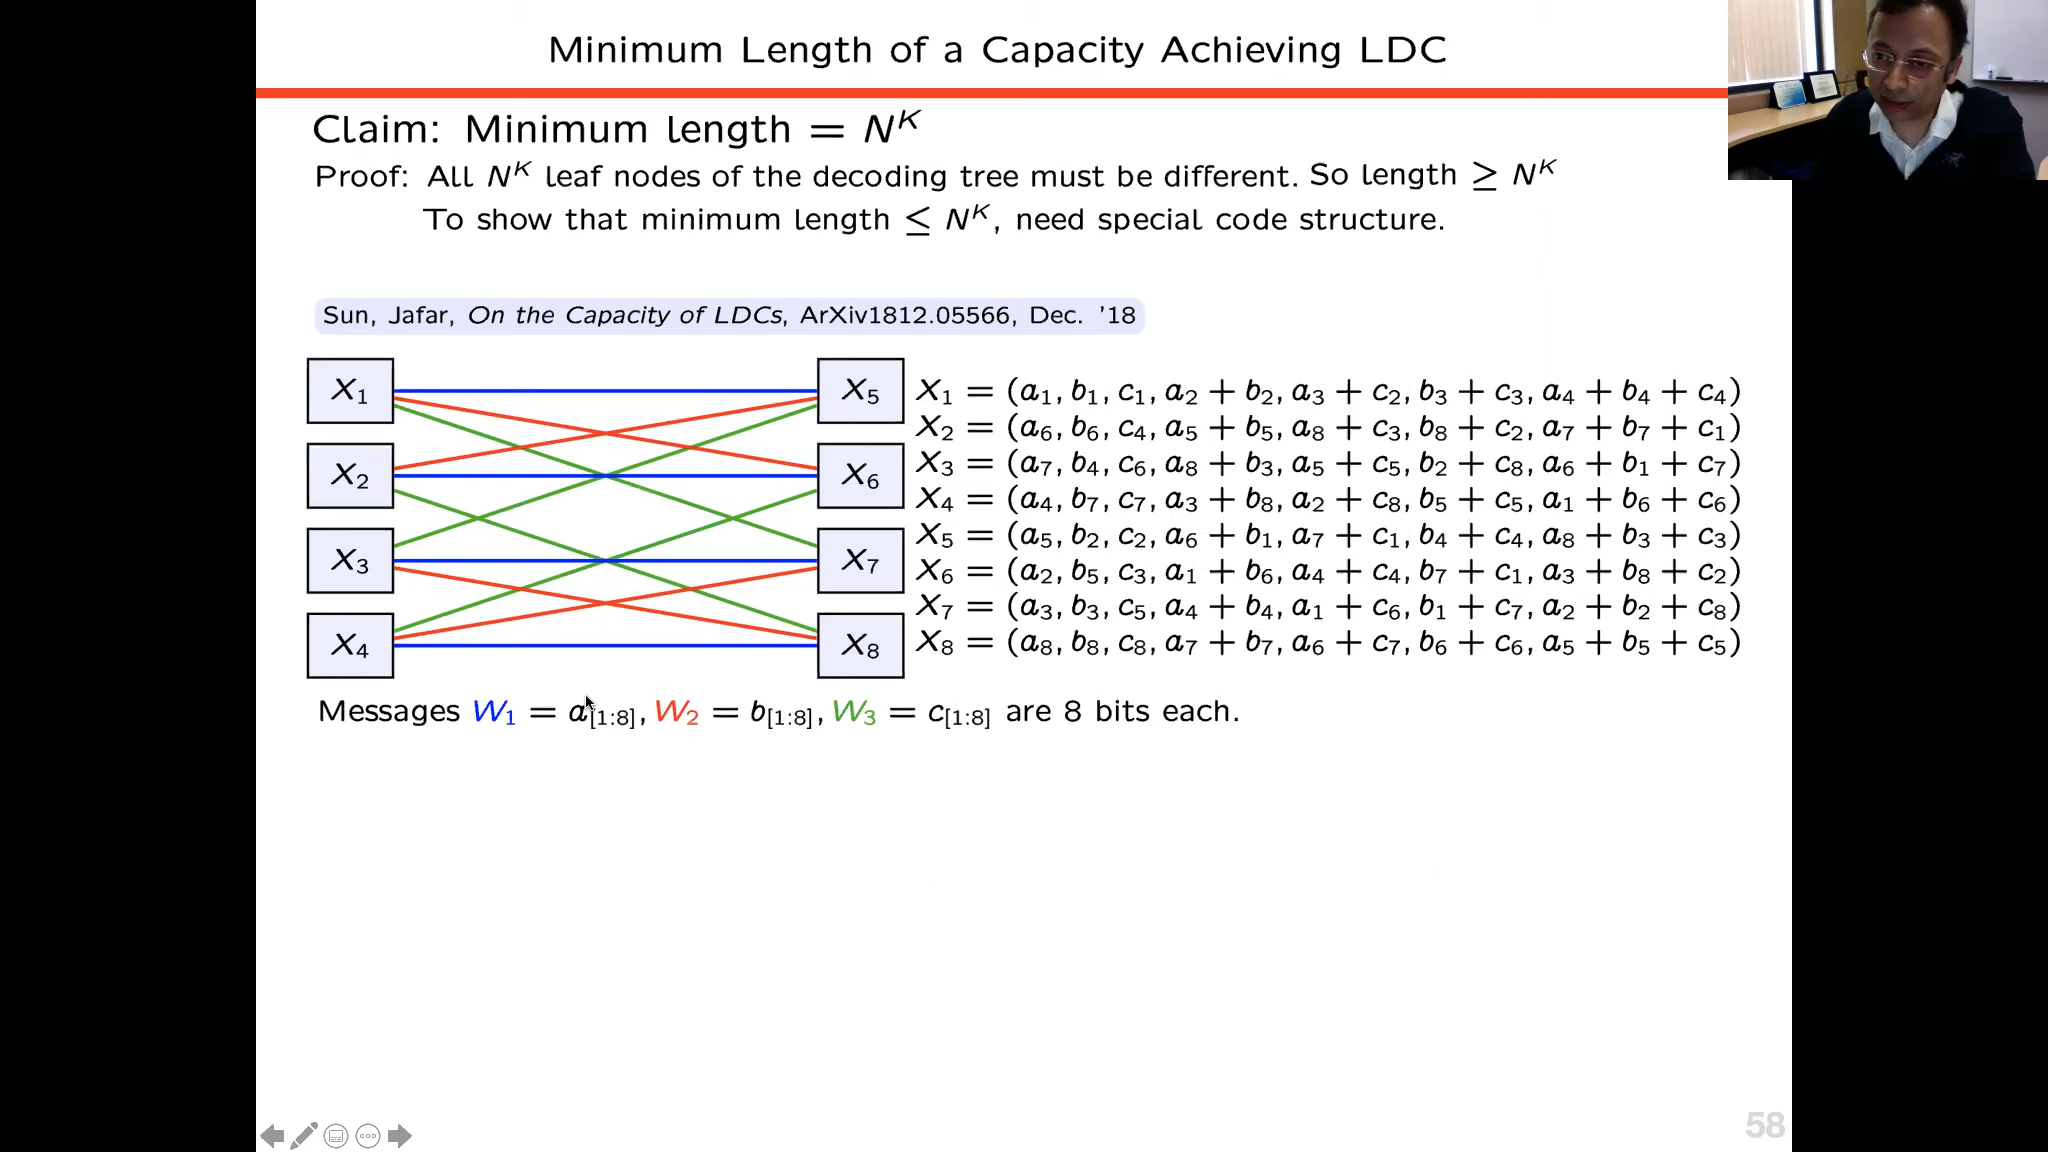 Minimum Length of a Capacity Achieving LDC
Claim: Minimum length = N^K
Proof: All N^K leaf nodes of the decoding tree must be different. So length ≥ N^K
To show that minimum length ≤ N^K, need special code structure.
Sun, Jafar, On the Capacity of LDCs, ArXiv1812.05566, Dec. '18
X₁ X₅ X₁ = (a₁, b₁, c₁, a₂ + b₂, a₃ + c₂, b₃ + c₃, a₄ + b₄ + c₄)
X₂ = (a₆, b₆, c₄, a₅ + b₅, a₈ + c₃, b₈ + c₂, a₇ + b₇ + c₁)
X₂ X₆ X₃ = (a₇, b₄, c₆, a₈ + b₃, a₅ + c₅, b₂ + c₈, a₆ + b₁ + c₇)
X₄ = (a₄, b₇, c₇, a₃ + b₈, a₂ + c₈, b₅ + c₅, a₁ + b₆ + c₆)
X₃ X₇ X₅ = (a₅, b₂, c₂, a₆ + b₁, a₇ + c₁, b₄ + c₄, a₈ + b₃ + c₃)
X₆ = (a₂, b₅, c₃, a₁ + b₆, a₄ + c₄, b₇ + c₁, a₃ + b₈ + c₂)
X₇ = (a₃, b₃, c₅, a₄ + b₄, a₁ + c₆, b₁ + c₇, a₂ + b₂ + c₈)
X₄ X₈ X₈ = (a₈, b₈, c₈, a₇ + b₇, a₆ + c₇, b₆ + c₆, a₅ + b₅ + c₅)
Messages W₁ = a[1:8], W₂ = b[1:8], W₃ = c[1:8] are 8 bits each.
58